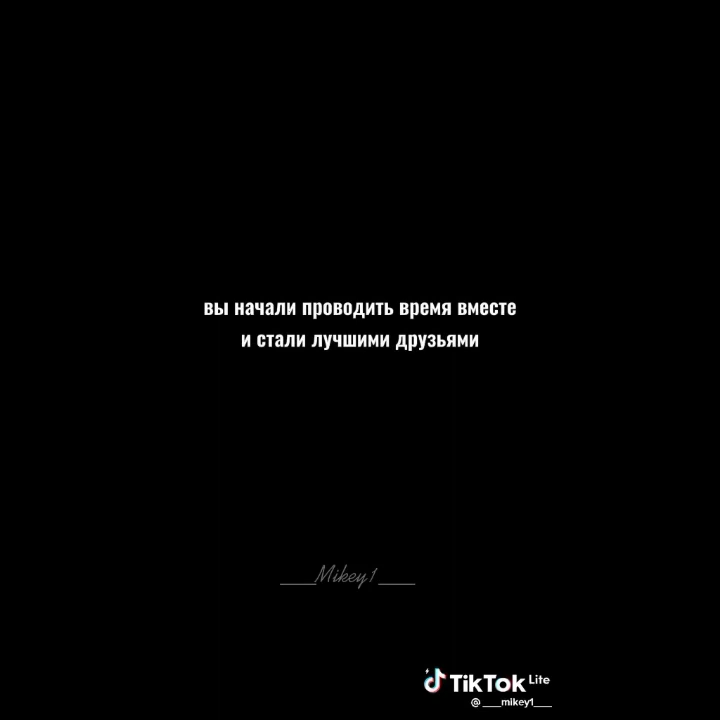 вы начали проводить время вместе
и стали лучшими друзьями
___Mikey1___
TikTok Lite
@___mikey1___